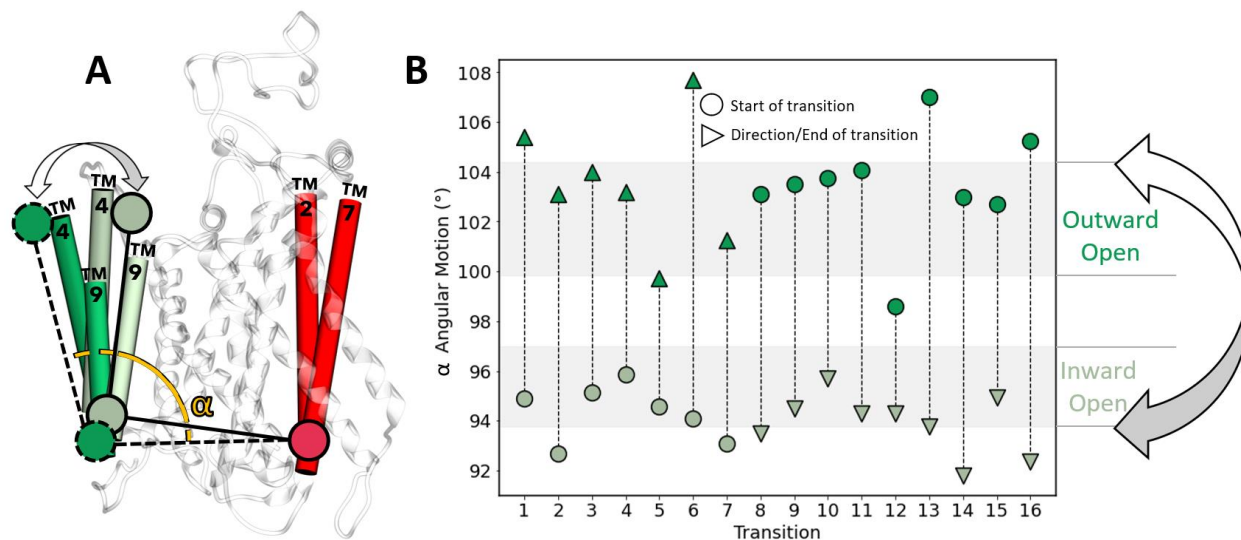 A
TM
4
TM
4
TM
9
TM
9
TM
2
TM
7
α
B
α Angular Motion (°)
108
106
104
102
100
98
96
94
92
Start of transition
Direction/End of transition
Outward
Open
Inward
Open
1 2 3 4 5 6 7 8 9 10 11 12 13 14 15 16
Transition